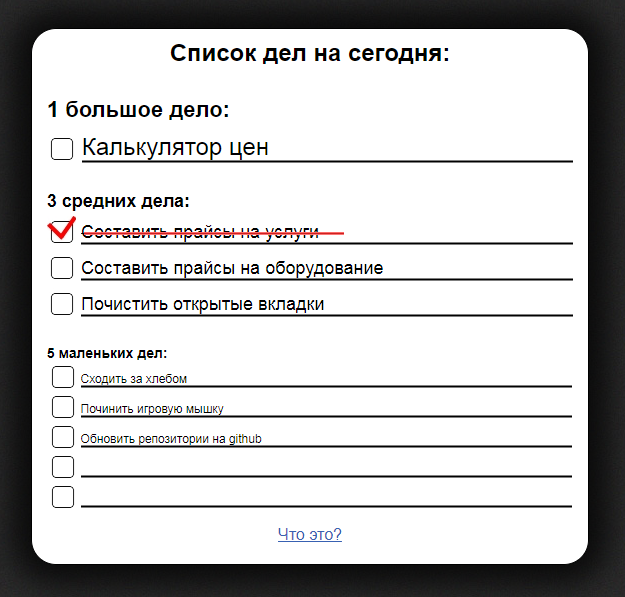 Список дел на сегодня:
1 большое дело:
Калькулятор цен
3 средних дела:
Составить прайсы на услуги
Составить прайсы на оборудование
Почистить открытые вкладки
5 маленьких дел:
Сходить за хлебом
Починить игровую мышку
Обновить репозитории на github
Что это?